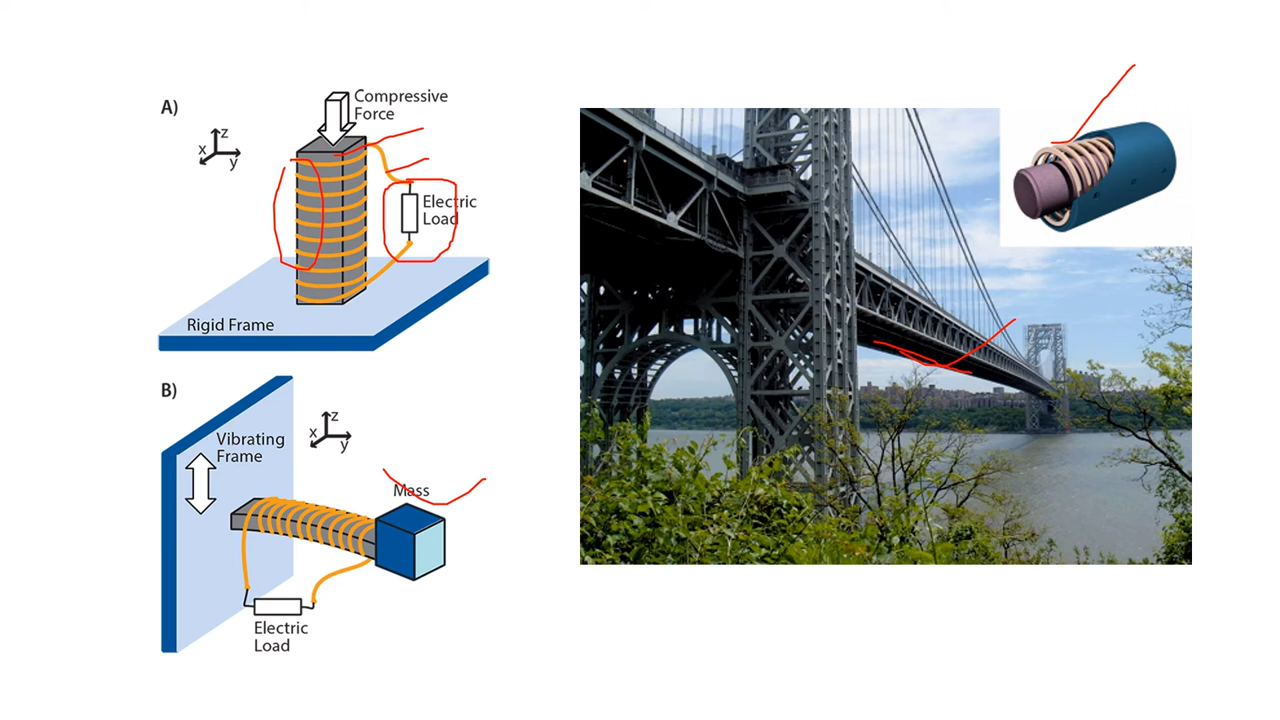 A)
Compressive
Force
z
x
y
Electric
Load
Rigid Frame
B)
z
x
y
Vibrating
Frame
Mass
Electric
Load